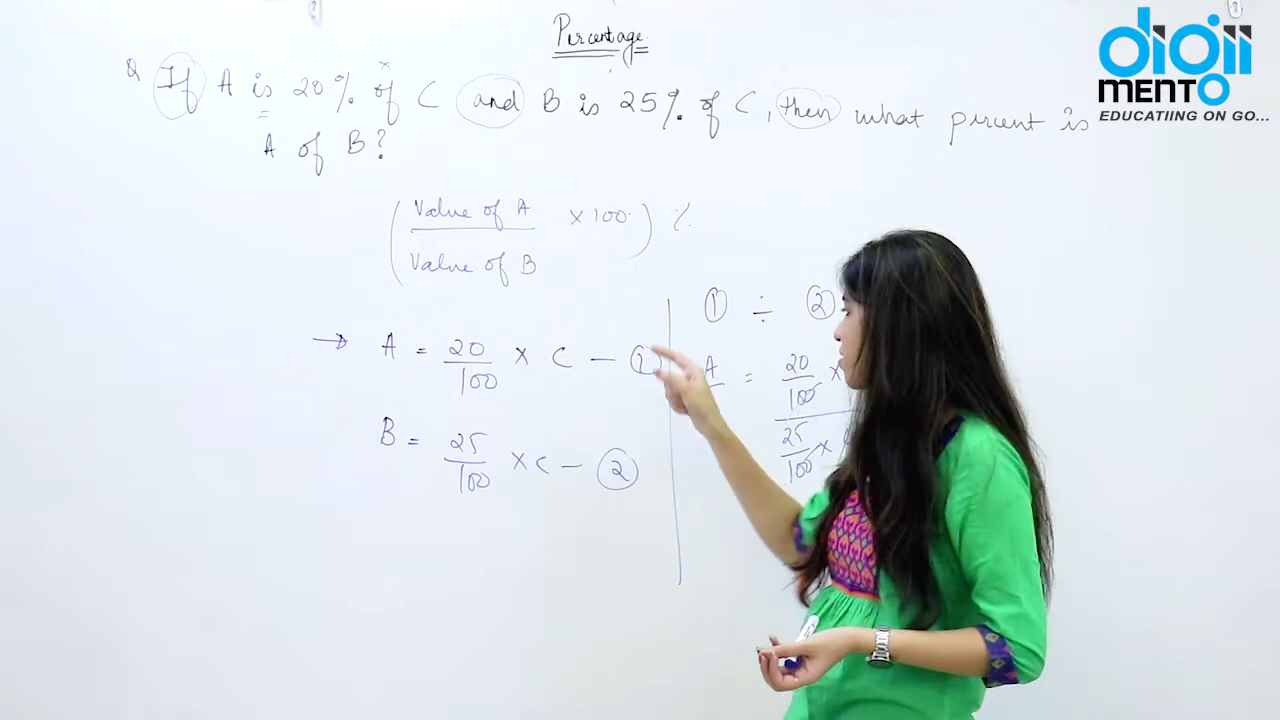 Percentage
Q If A is 20% of C and B is 25% of C, then what percent is
A of B?
(Value of A / Value of B × 100) %
→ A = 20/100 × C – ①
B = 25/100 × C – ②
① ÷ ②
A = 20/100 ×
25/100 ×
digii
MENTO
EDUCATIING ON GO...